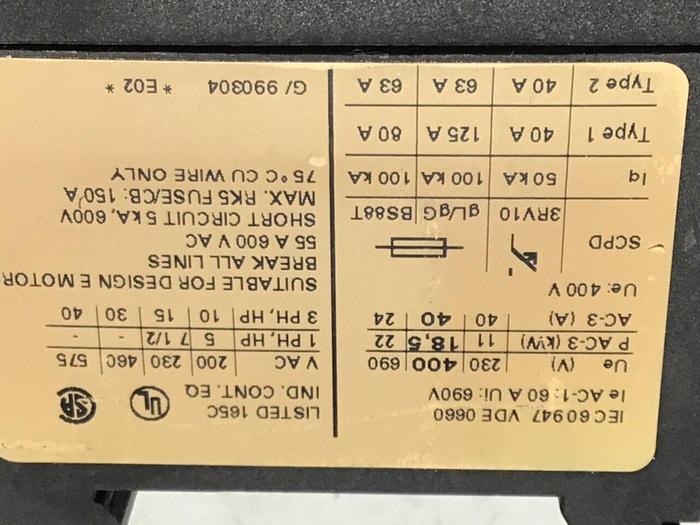 IEC 60947 VDE 0660
Ie AC-1: 60 A Ui: 690V
Ue (V) 230 400 690
P AC-3 (kW) 11 18,5 22
AC-3 (A) 40 40 24
Ue: 400 V
SCPD 3RV10 gL/gG BS88T
Iq 50 kA 100 kA 100 kA
Type 1 40 A 125 A 80 A
Type 2 40 A 63 A 63 A
LISTED 165C
IND. CONT. EQ
UL SA
V AC 200 230 460 575
1 PH, HP 5 7 1/2 - -
3 PH, HP 10 15 30 40
SUITABLE FOR DESIGN E MOTOR
BREAK ALL LINES
55 A 600 V AC
SHORT CIRCUIT 5 kA, 600V
MAX. RK5 FUSE/CB: 150 A
75°C CU WIRE ONLY
G/ 990304 * E02 *